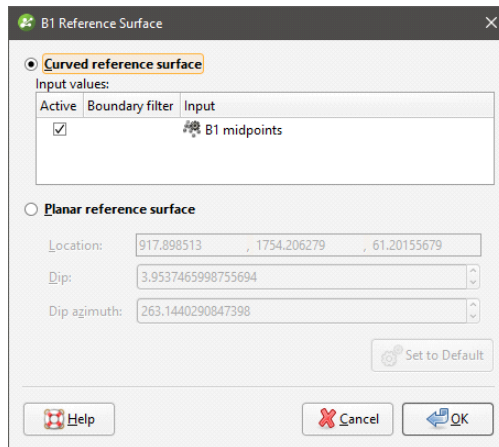 B1 Reference Surface
Curved reference surface
Input values:
Active Boundary filter Input
B1 midpoints
Planar reference surface
Location: 917.898513 , 1754.206279 , 61.20155679
Dip: 3.9537465998755694
Dip azimuth: 263.1440290847398
Set to Default
Help Cancel OK